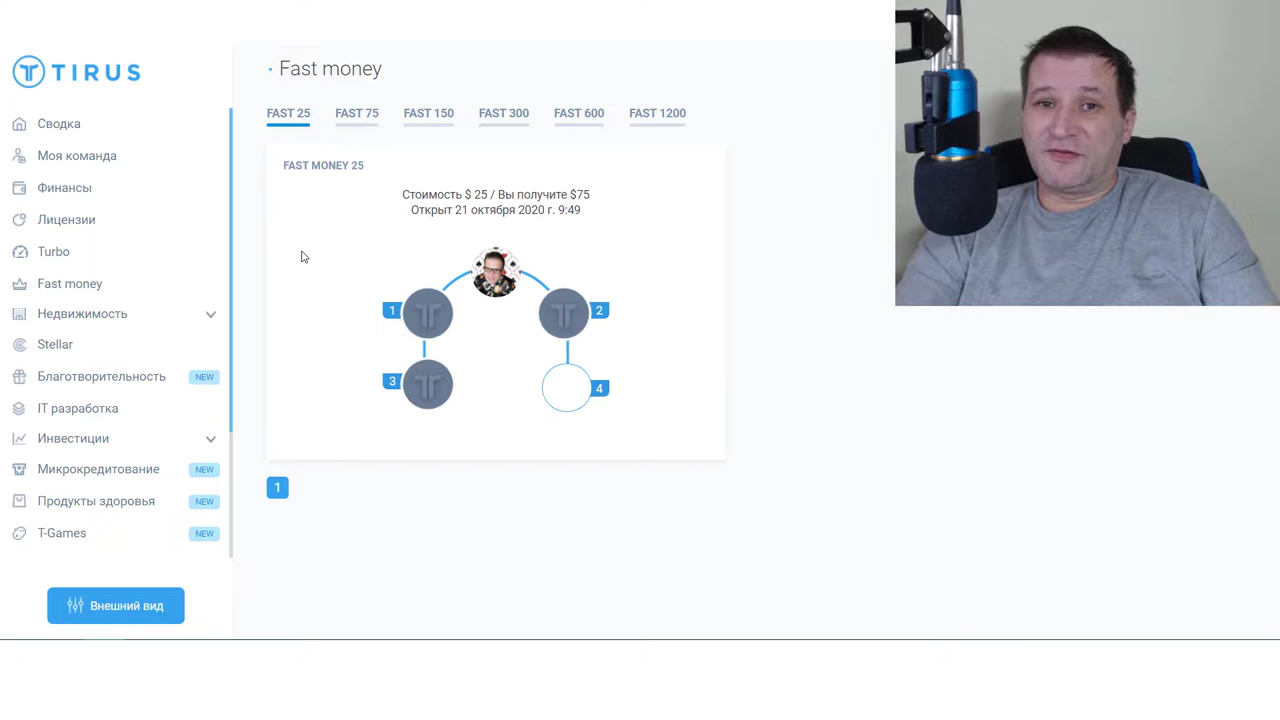 TIRUS
Сводка
Моя команда
Финансы
Лицензии
Turbo
Fast money
Недвижимость
Stellar
Благотворительность NEW
IT разработка
Инвестиции
Микрокредитование NEW
Продукты здоровья NEW
T-Games NEW
Внешний вид
· Fast money
FAST 25 FAST 75 FAST 150 FAST 300 FAST 600 FAST 1200
FAST MONEY 25
Стоимость $ 25 / Вы получите $75
Открыт 21 октября 2020 г. 9:49
1 2
3 4
1